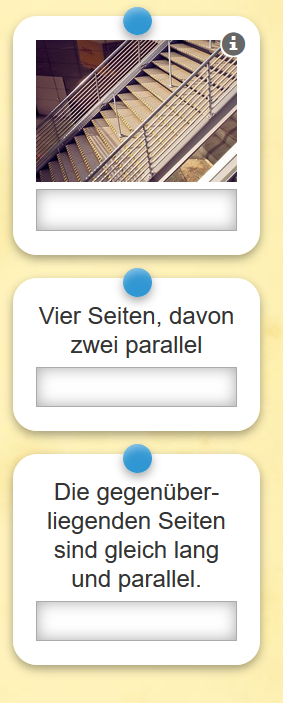 i
Vier Seiten, davon
zwei parallel
Die gegenüber-
liegenden Seiten
sind gleich lang
und parallel.